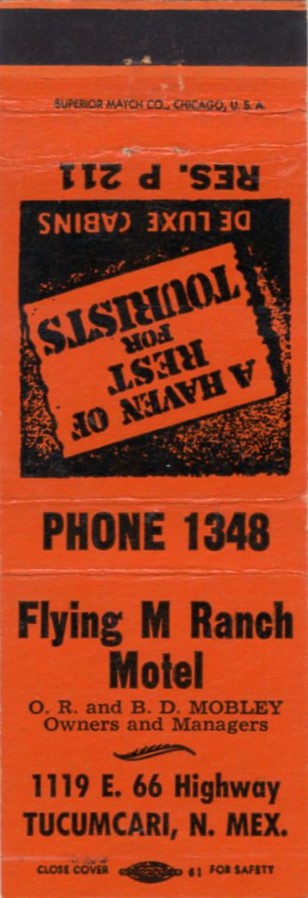 SUPERIOR MATCH CO., CHICAGO, U. S. A.
RES. P 211
DE LUXE CABINS
A HAVEN OF
REST
FOR
TOURISTS
PHONE 1348
Flying M Ranch
Motel
O. R. and B. D. MOBLEY
Owners and Managers
1119 E. 66 Highway
TUCUMCARI, N. MEX.
CLOSE COVER 61 FOR SAFETY